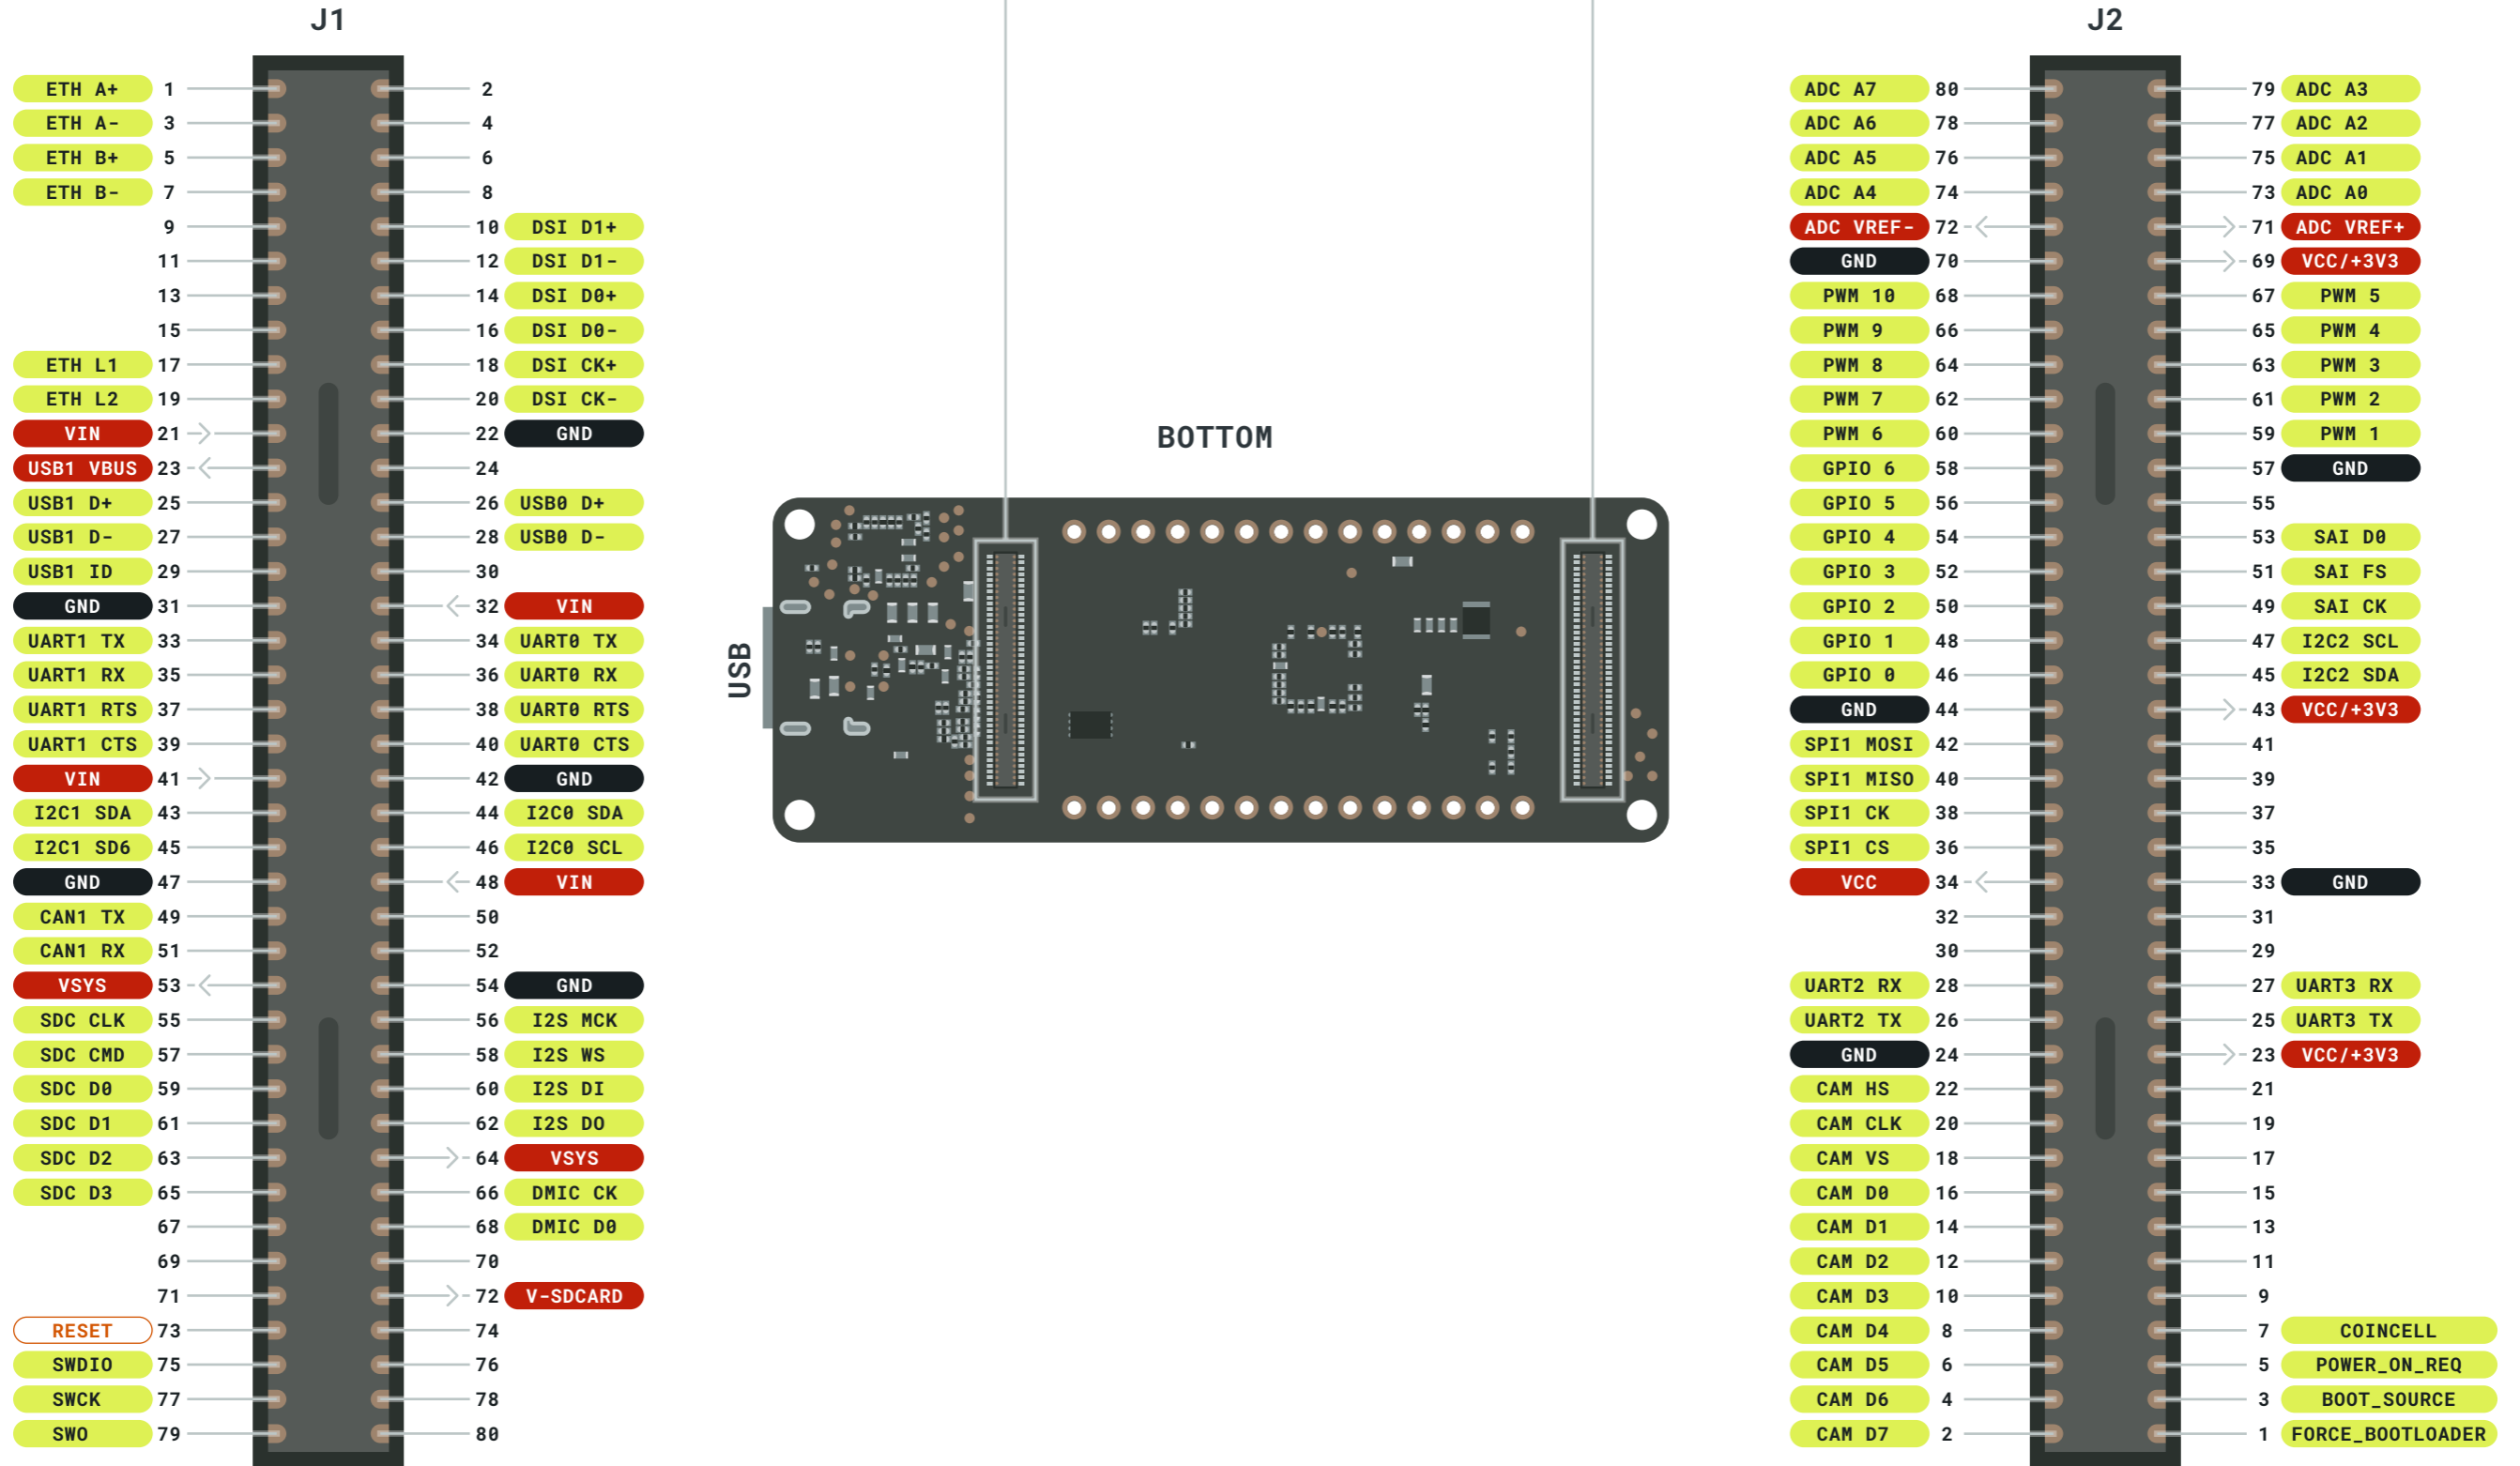 J1
J2
ETH A+ 1 2
ETH A- 3 4
ETH B+ 5 6
ETH B- 7 8
9 10 DSI D1+
11 12 DSI D1-
13 14 DSI D0+
15 16 DSI D0-
ETH L1 17 18 DSI CK+
ETH L2 19 20 DSI CK-
VIN 21 22 GND
USB1 VBUS 23 24
USB1 D+ 25 26 USB0 D+
USB1 D- 27 28 USB0 D-
USB1 ID 29 30
GND 31 32 VIN
UART1 TX 33 34 UART0 TX
UART1 RX 35 36 UART0 RX
UART1 RTS 37 38 UART0 RTS
UART1 CTS 39 40 UART0 CTS
VIN 41 42 GND
I2C1 SDA 43 44 I2C0 SDA
I2C1 SD6 45 46 I2C0 SCL
GND 47 48 VIN
CAN1 TX 49 50
CAN1 RX 51 52
VSYS 53 54 GND
SDC CLK 55 56 I2S MCK
SDC CMD 57 58 I2S WS
SDC D0 59 60 I2S DI
SDC D1 61 62 I2S DO
SDC D2 63 64 VSYS
SDC D3 65 66 DMIC CK
67 68 DMIC D0
69 70
71 72 V-SDCARD
RESET 73 74
SWDIO 75 76
SWCK 77 78
SWO 79 80
BOTTOM
USB
ADC A7 80 79 ADC A3
ADC A6 78 77 ADC A2
ADC A5 76 75 ADC A1
ADC A4 74 73 ADC A0
ADC VREF- 72 71 ADC VREF+
GND 70 69 VCC/+3V3
PWM 10 68 67 PWM 5
PWM 9 66 65 PWM 4
PWM 8 64 63 PWM 3
PWM 7 62 61 PWM 2
PWM 6 60 59 PWM 1
GPIO 6 58 57 GND
GPIO 5 56 55
GPIO 4 54 53 SAI D0
GPIO 3 52 51 SAI FS
GPIO 2 50 49 SAI CK
GPIO 1 48 47 I2C2 SCL
GPIO 0 46 45 I2C2 SDA
GND 44 43 VCC/+3V3
SPI1 MOSI 42 41
SPI1 MISO 40 39
SPI1 CK 38 37
SPI1 CS 36 35
VCC 34 33 GND
32 31
30 29
UART2 RX 28 27 UART3 RX
UART2 TX 26 25 UART3 TX
GND 24 23 VCC/+3V3
CAM HS 22 21
CAM CLK 20 19
CAM VS 18 17
CAM D0 16 15
CAM D1 14 13
CAM D2 12 11
CAM D3 10 9
CAM D4 8 7 COINCELL
CAM D5 6 5 POWER_ON_REQ
CAM D6 4 3 BOOT_SOURCE
CAM D7 2 1 FORCE_BOOTLOADER